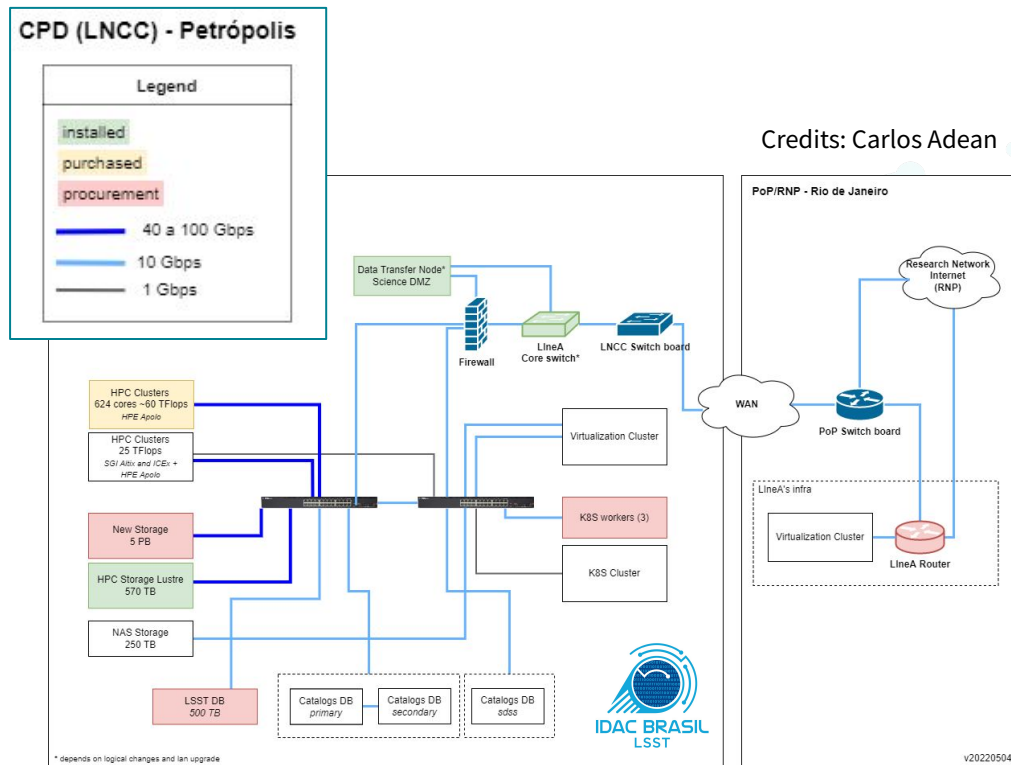 CPD (LNCC) - Petrópolis
Legend
installed
purchased
procurement
40 a 100 Gbps
10 Gbps
1 Gbps
Credits: Carlos Adean
PoP/RNP - Rio de Janeiro
Data Transfer Node*
Science DMZ
Firewall
LIneA
Core switch*
LNCC Switch board
Research Network
Internet
(RNP)
WAN
PoP Switch board
HPC Clusters
624 cores ~60 TFlops
HPE Apolo
HPC Clusters
25 TFlops
SGI Altix and ICEx +
HPE Apolo
Virtualization Cluster
New Storage
5 PB
K8S workers (3)
HPC Storage Lustre
570 TB
K8S Cluster
NAS Storage
250 TB
LIneA's infra
Virtualization Cluster
LIneA Router
LSST DB
500 TB
Catalogs DB
primary
Catalogs DB
secondary
Catalogs DB
sdss
IDAC BRASIL
LSST
* depends on logical changes and lan upgrade
v20220504